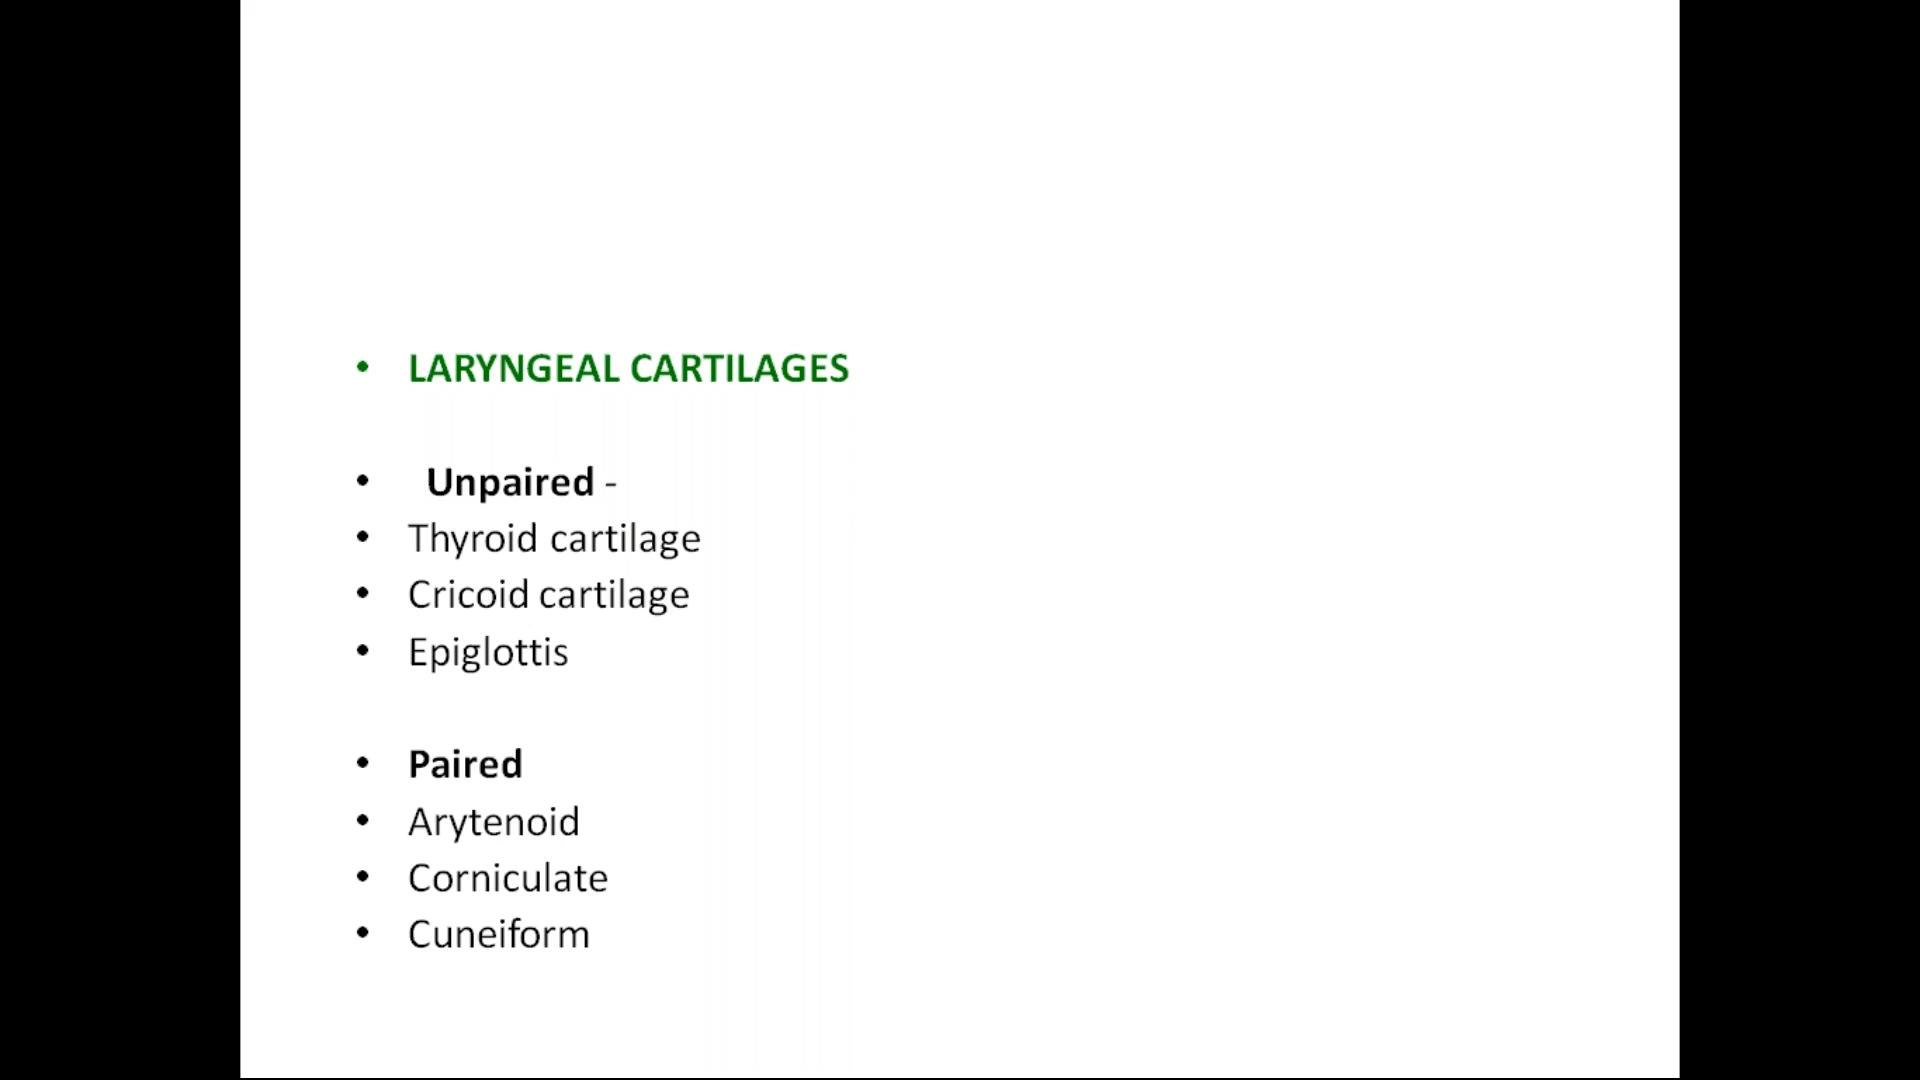 • LARYNGEAL CARTILAGES
• Unpaired -
• Thyroid cartilage
• Cricoid cartilage
• Epiglottis
• Paired
• Arytenoid
• Corniculate
• Cuneiform